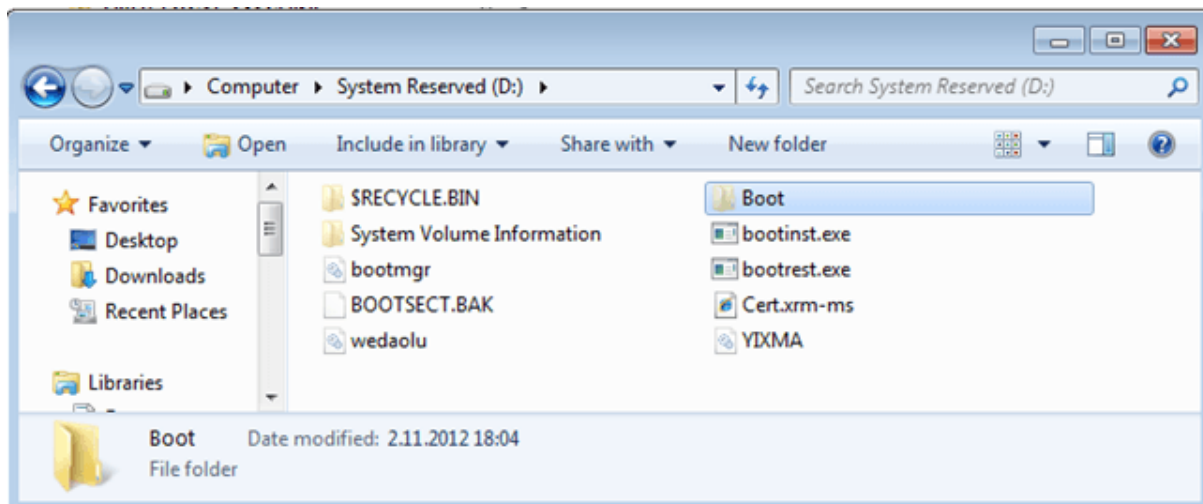 Computer ▸ System Reserved (D:) ▸
Search System Reserved (D:)
Organize
Open
Include in library
Share with
New folder
Favorites
Desktop
Downloads
Recent Places
Libraries
$RECYCLE.BIN
System Volume Information
bootmgr
BOOTSECT.BAK
wedaolu
Boot
bootinst.exe
bootrest.exe
Cert.xrm-ms
YIXMA
Boot Date modified: 2.11.2012 18:04
File folder